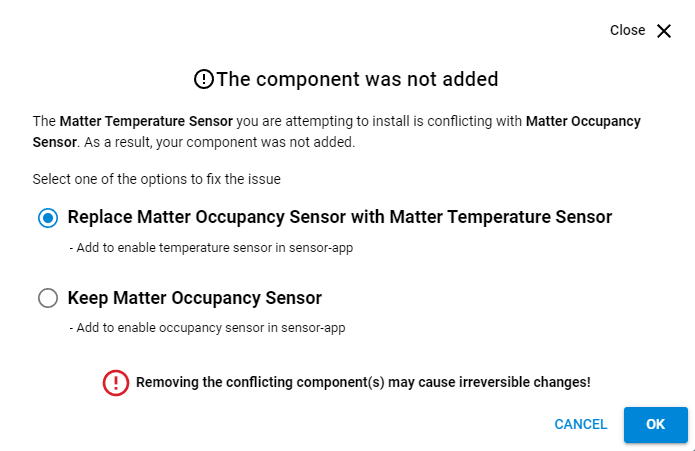 Close
The component was not added
The Matter Temperature Sensor you are attempting to install is conflicting with Matter Occupancy
Sensor. As a result, your component was not added.
Select one of the options to fix the issue
Replace Matter Occupancy Sensor with Matter Temperature Sensor
- Add to enable temperature sensor in sensor-app
Keep Matter Occupancy Sensor
- Add to enable occupancy sensor in sensor-app
Removing the conflicting component(s) may cause irreversible changes!
CANCEL OK